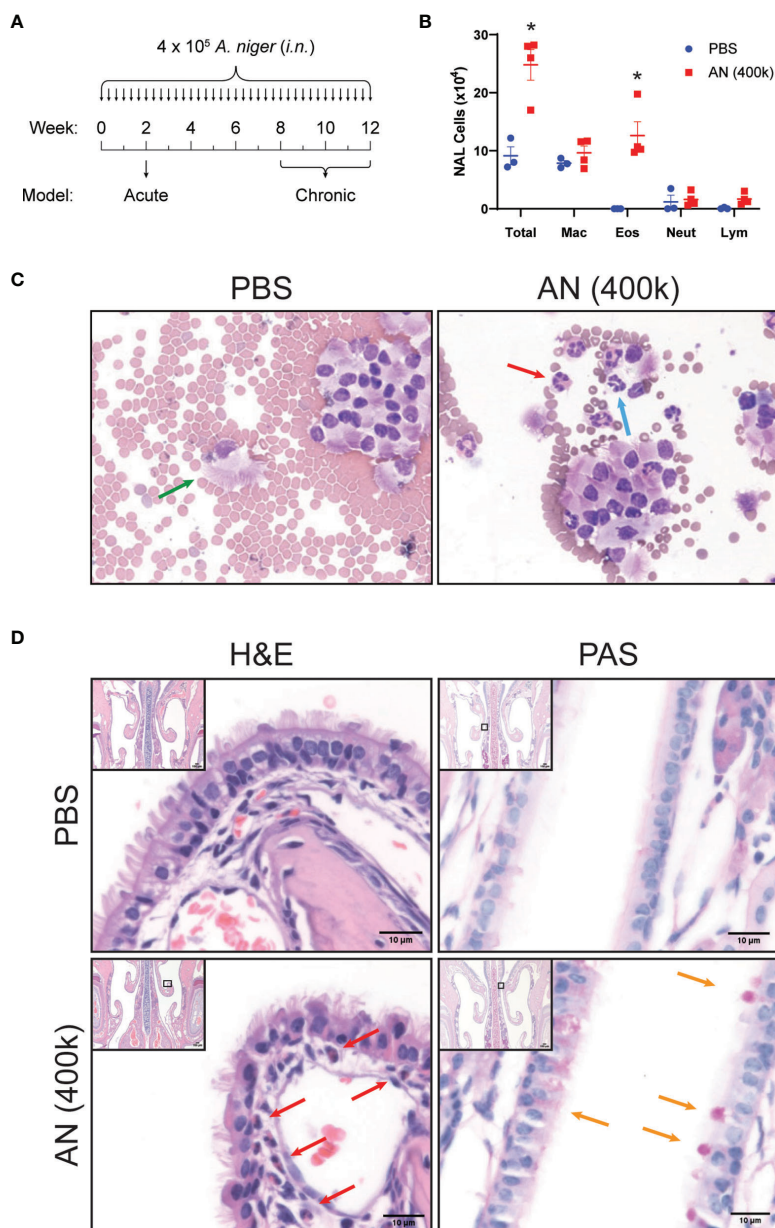 A
4 x 10⁵ A. niger (i.n.)
Week: 0 2 4 6 8 10 12
Model: Acute Chronic
B
NAL Cells (x10⁴)
30
20
10
0
Total Mac Eos Neut Lym
* *
PBS
AN (400k)
C
PBS AN (400k)
D
H&E PAS
PBS
10 µm 10 µm
AN (400k)
10 µm 10 µm